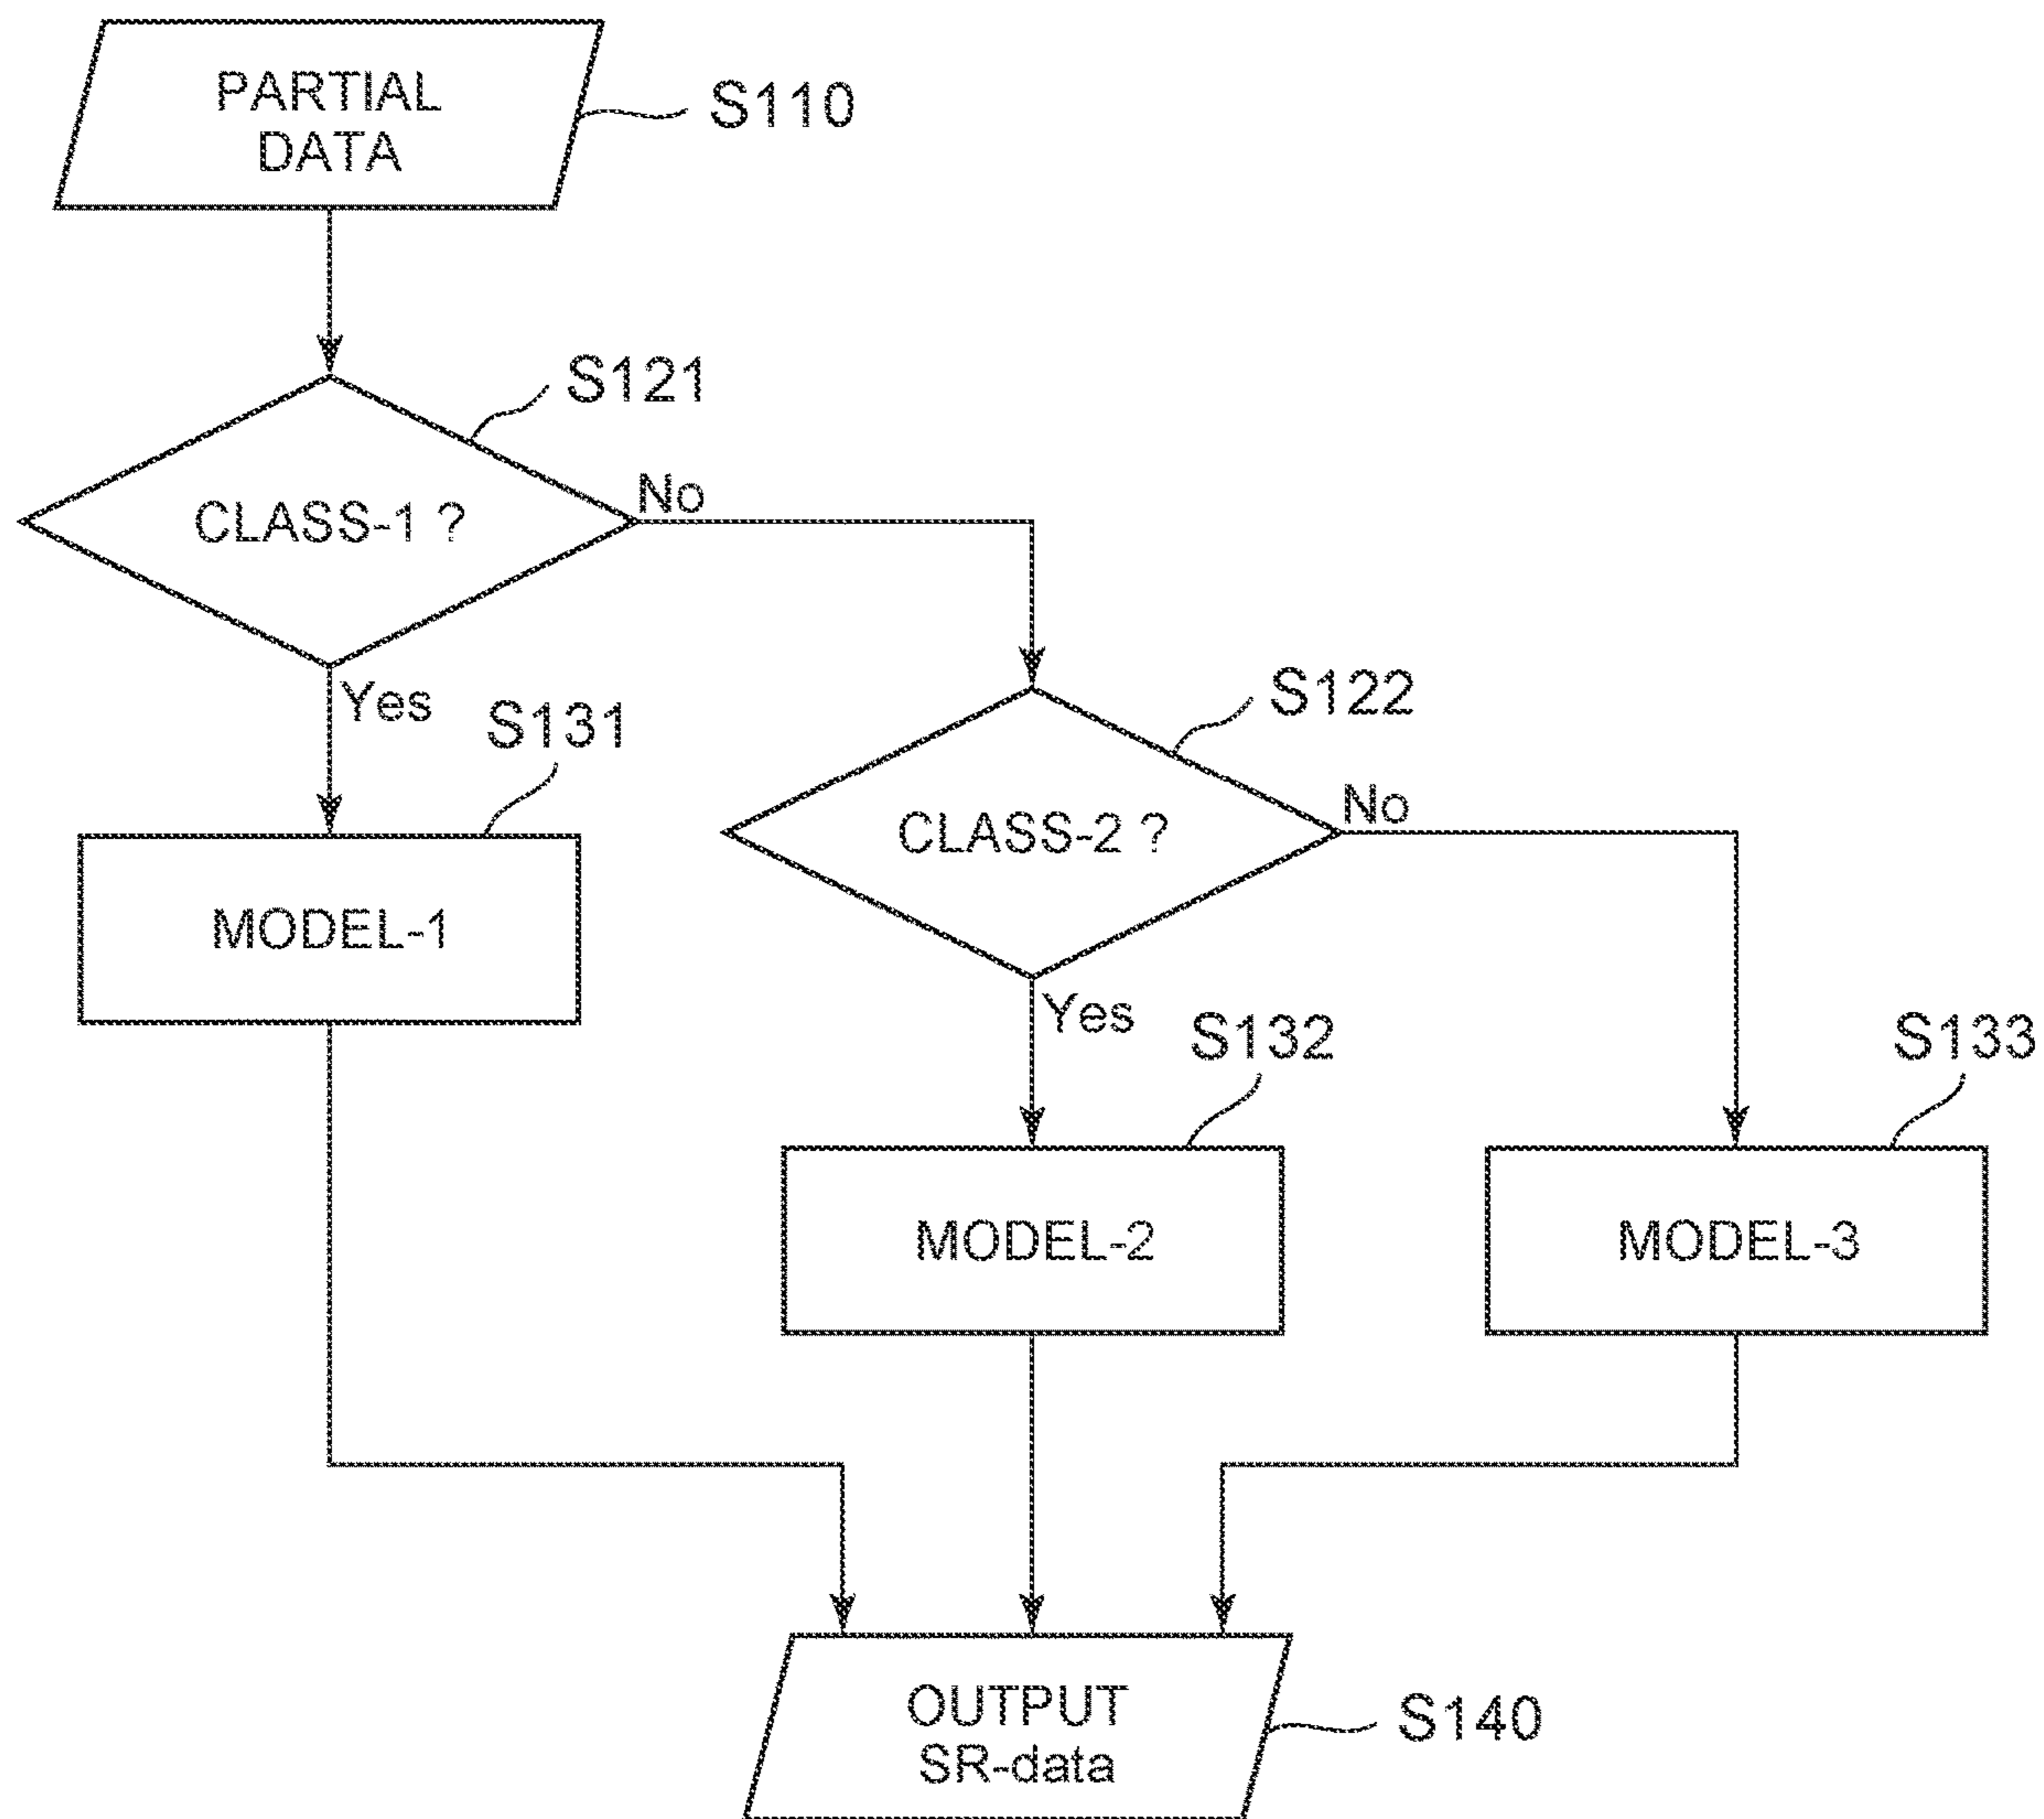 PARTIAL
DATA
S110
S121
CLASS-1 ?
No
Yes
S131
S122
MODEL-1
CLASS-2 ?
No
Yes
S132
S133
MODEL-2
MODEL-3
OUTPUT
SR-data
S140